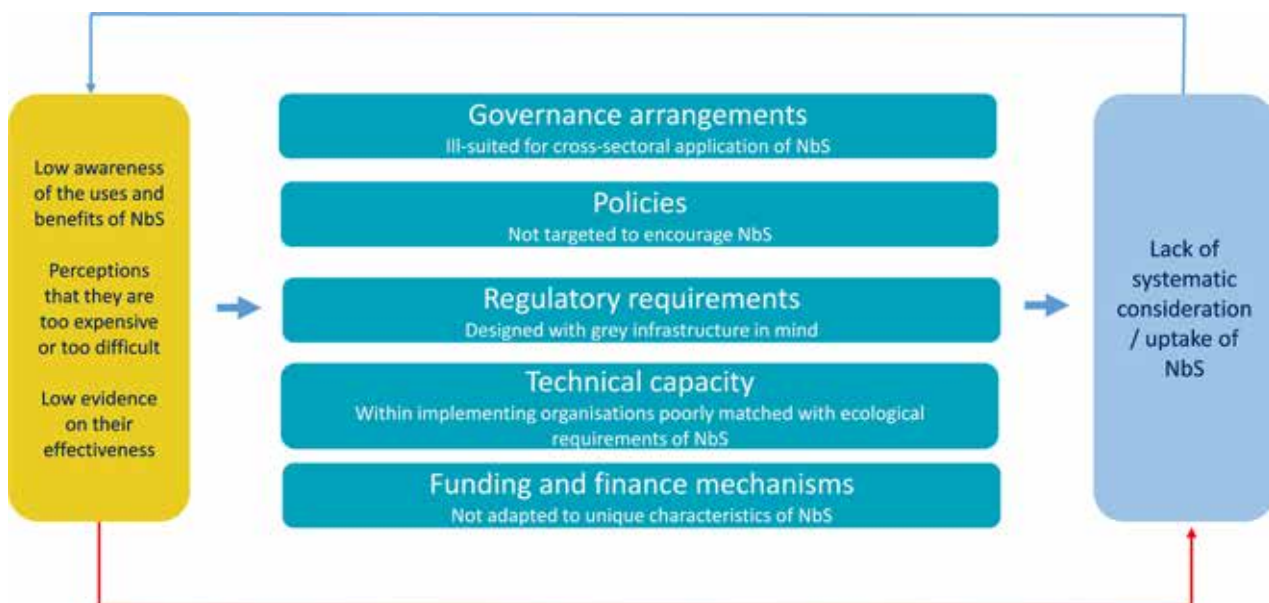 Low awareness
of the uses and
benefits of NbS
Perceptions
that they are
too expensive
or too difficult
Low evidence
on their
effectiveness
Governance arrangements
Ill-suited for cross-sectoral application of NbS
Policies
Not targeted to encourage NbS
Regulatory requirements
Designed with grey infrastructure in mind
Technical capacity
Within implementing organisations poorly matched with ecological
requirements of NbS
Funding and finance mechanisms
Not adapted to unique characteristics of NbS
Lack of
systematic
consideration
/ uptake of
NbS